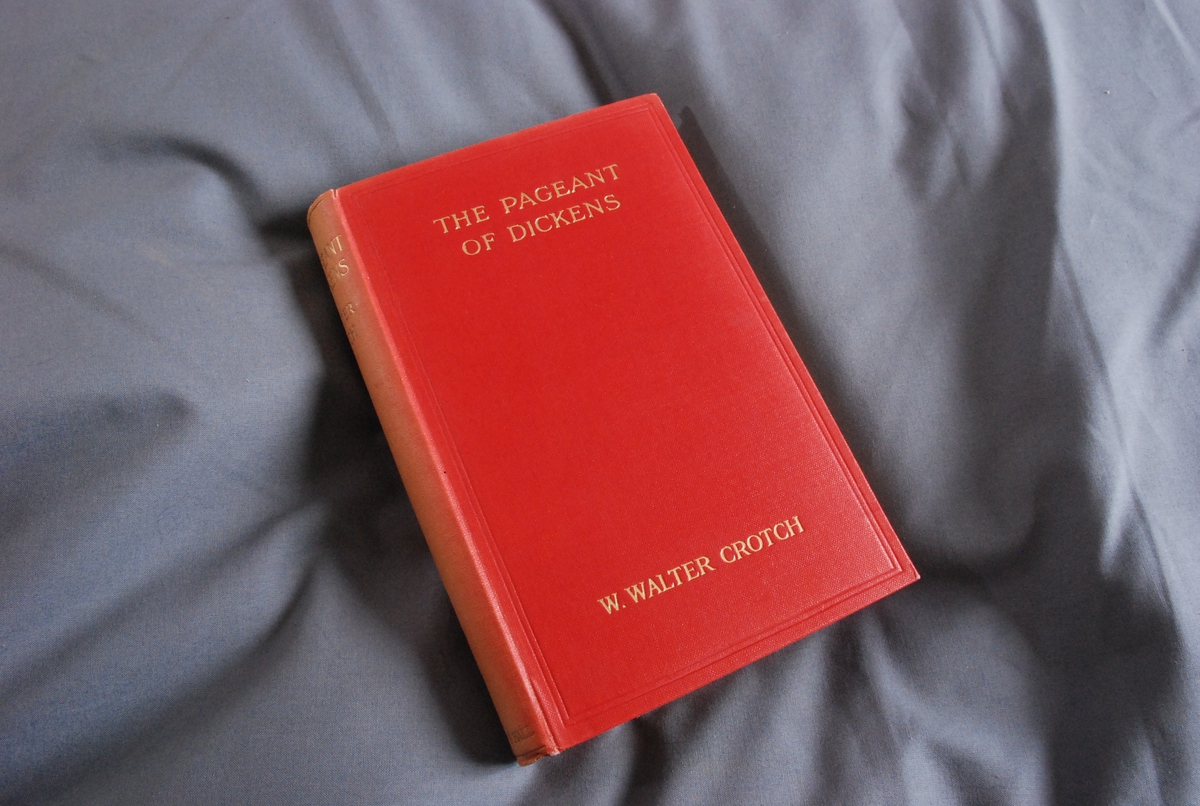 THE PAGEANT
OF DICKENS
W. WALTER CROTCH